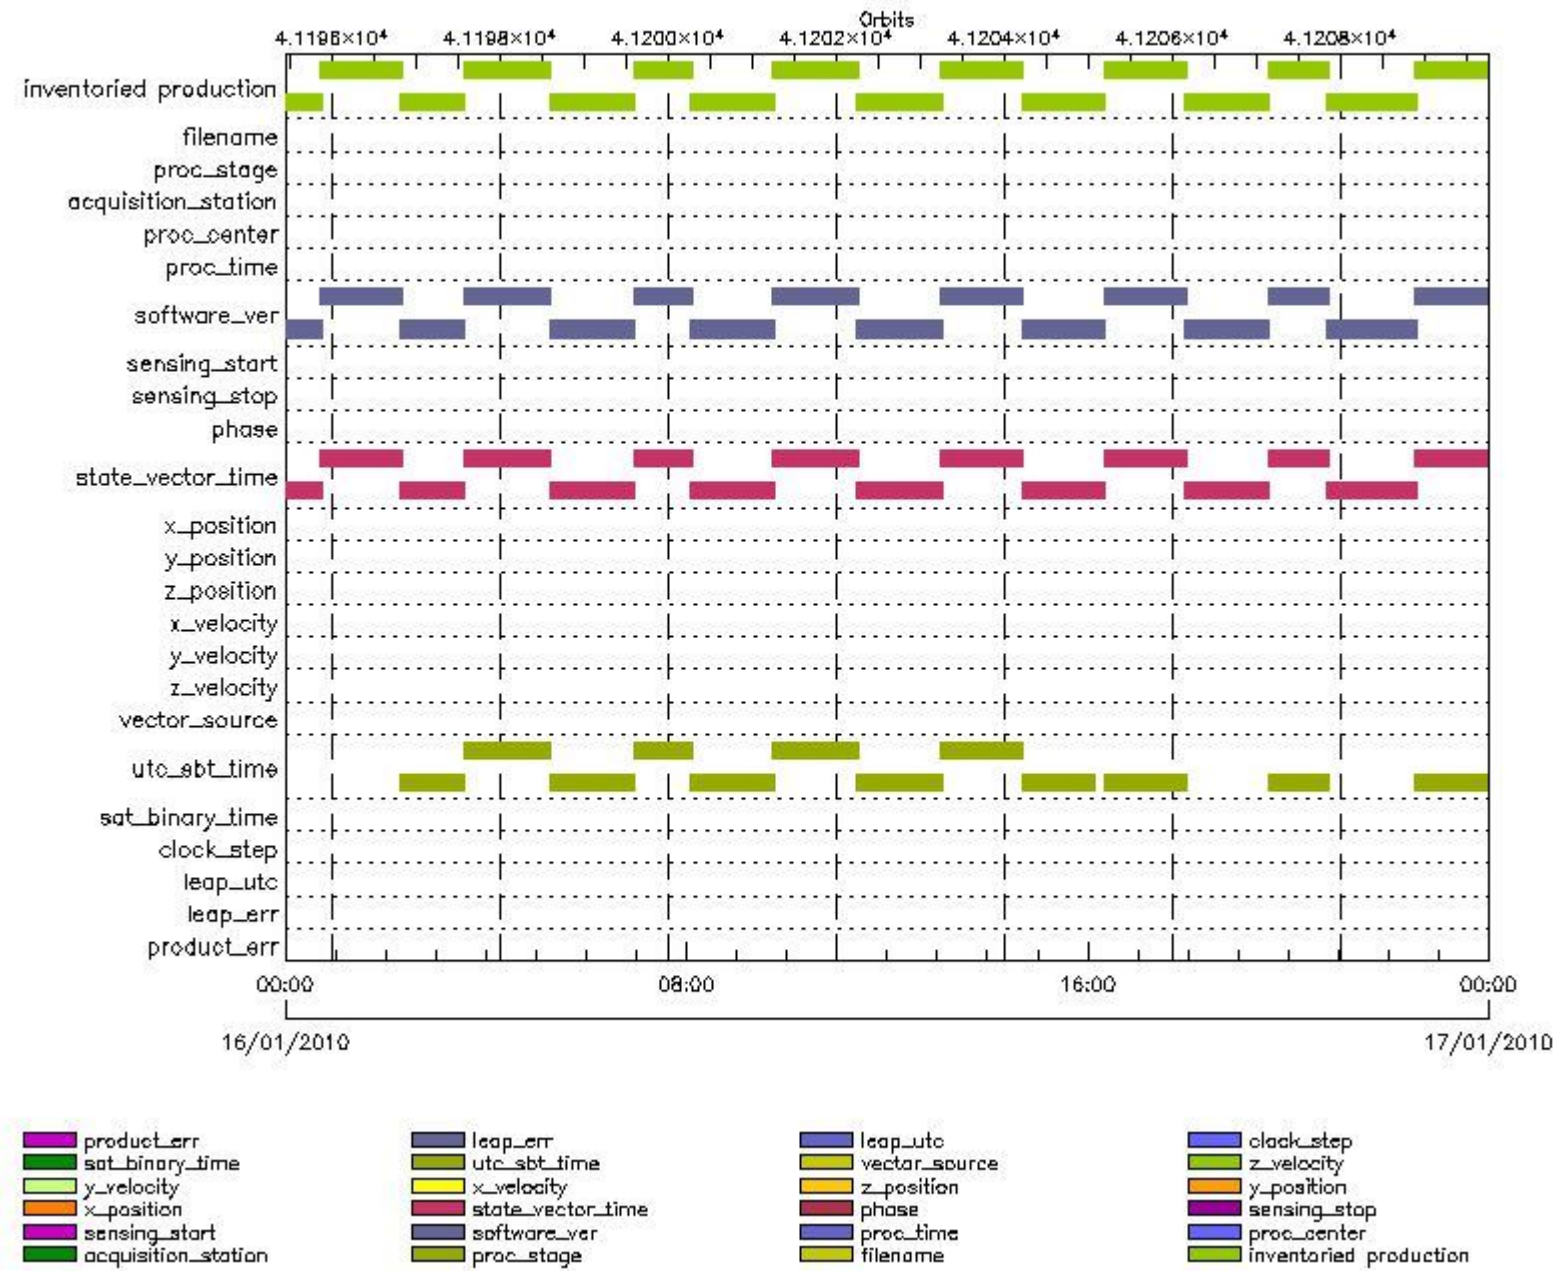 Orbits
4.1196×10⁴ 4.1198×10⁴ 4.1200×10⁴ 4.1202×10⁴ 4.1204×10⁴ 4.1206×10⁴ 4.1208×10⁴
inventoried production
filename
proc_stage
acquisition_station
proc_center
proc_time
software_ver
sensing_start
sensing_stop
phase
state_vector_time
x_position
y_position
z_position
x_velocity
y_velocity
z_velocity
vector_source
utc_sbt_time
sat_binary_time
clock_step
leap_utc
leap_err
product_err
00:00 08:00 16:00 00:00
16/01/2010 17/01/2010
product_err leap_err leap_utc clock_step
sat_binary_time utc_sbt_time vector_source z_velocity
y_velocity x_velocity z_position y_position
x_position state_vector_time phase sensing_stop
sensing_start software_ver proc_time proc_center
acquisition_station proc_stage filename inventoried production